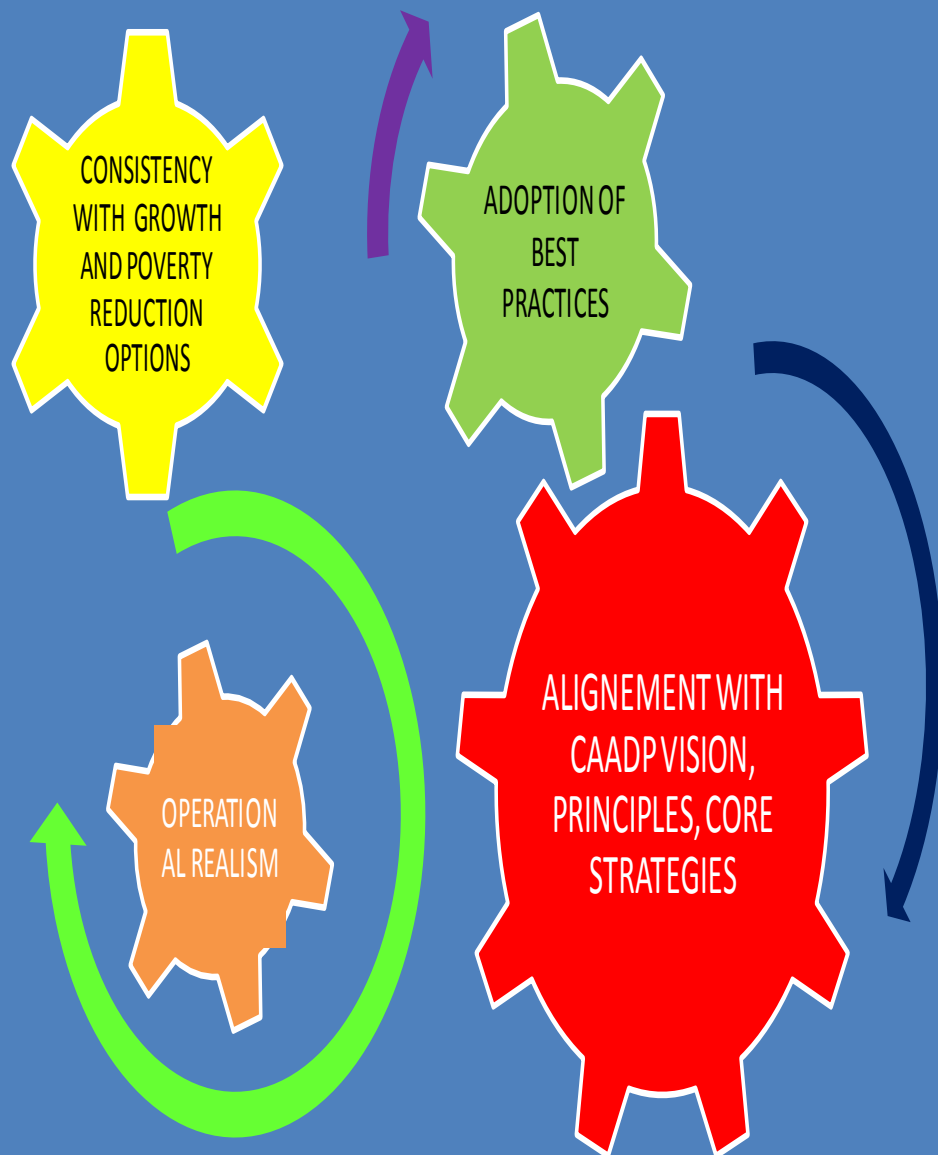 CONSISTENCY
WITH GROWTH
AND POVERTY
REDUCTION
OPTIONS
ADOPTION OF
BEST
PRACTICES
OPERATION
AL REALISM
ALIGNEMENT WITH
CAADP VISION,
PRINCIPLES, CORE
STRATEGIES